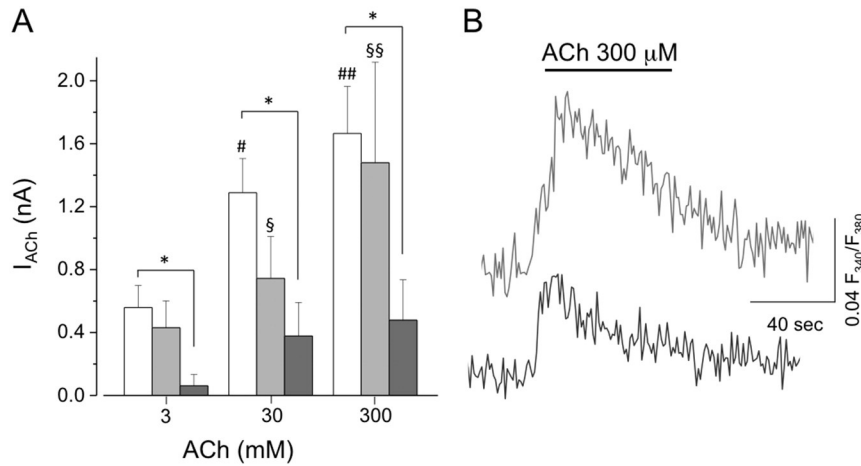 A
B
I_ACh (nA)
2.0
1.6
1.2
0.8
0.4
0.0
*
#
§
*
##
§§
*
3
30
300
ACh (mM)
ACh 300 µM
0.04 F340/F380
40 sec